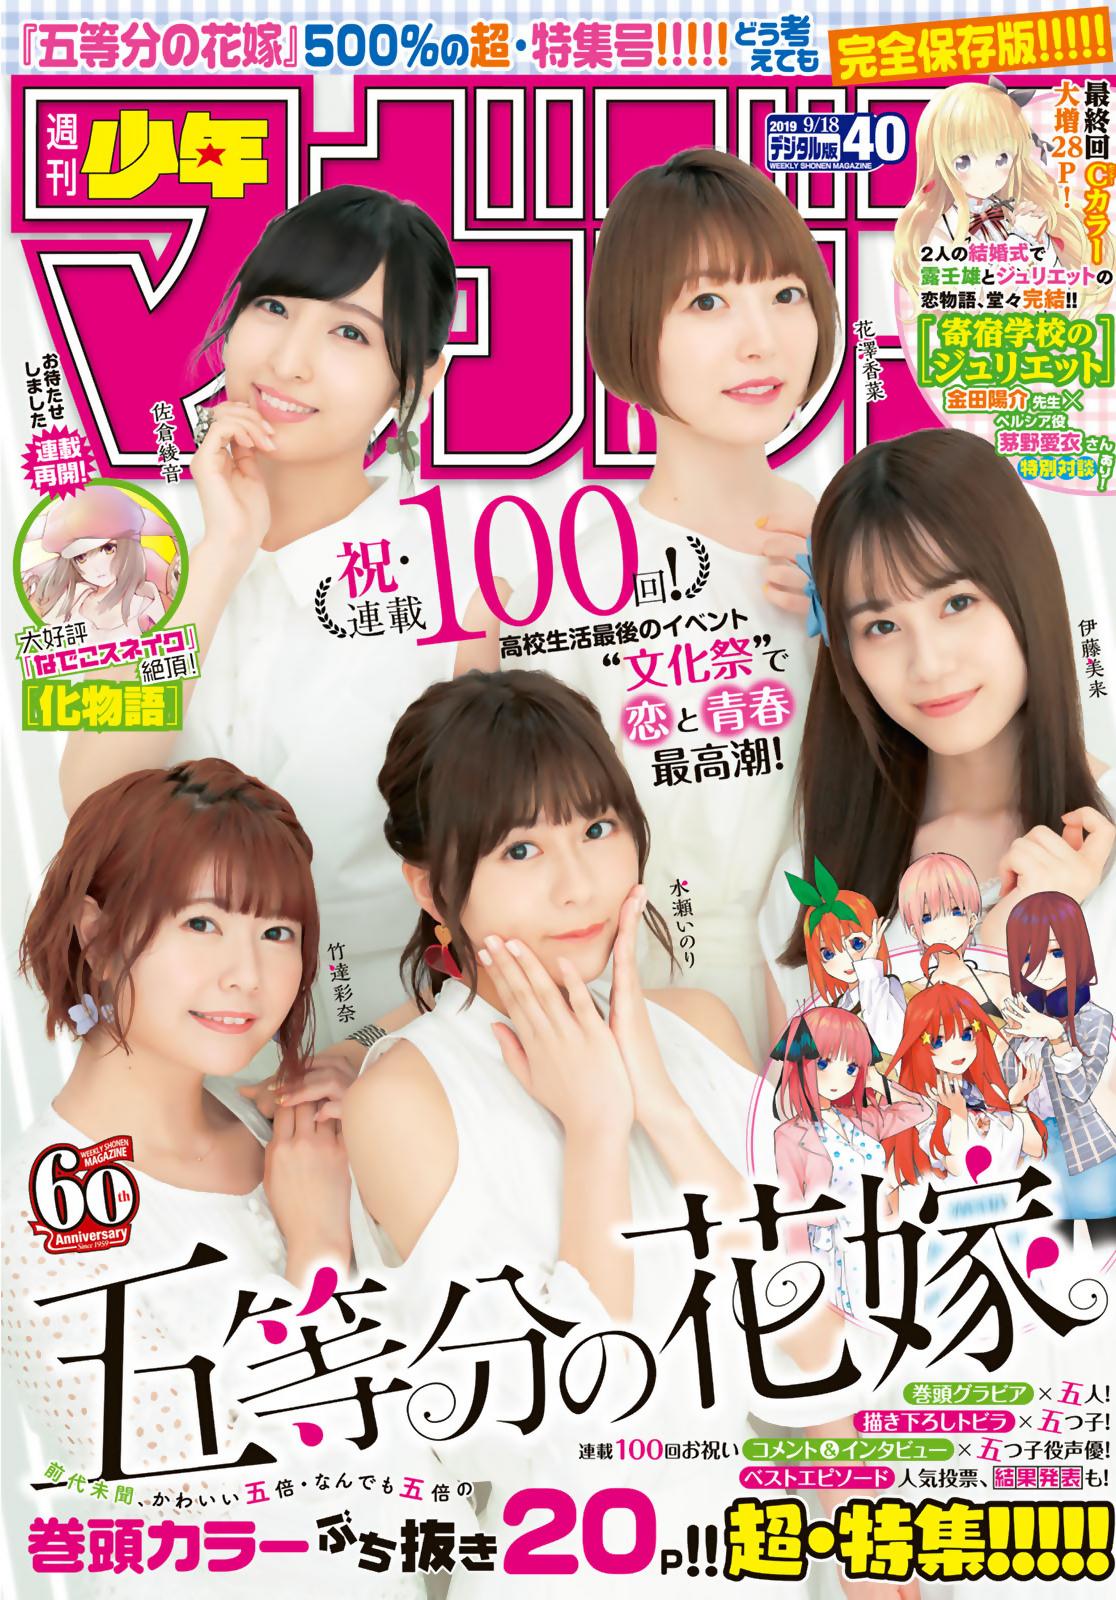 『五等分の花嫁』500%の超・特集号!!!!!
どう考えても
完全保存版!!!!!
週刊
少年
マガジン
2019 9/18
デジタル版
40
WEEKLY SHONEN MAGAZINE
最終回Cカラー
大増28P!
2人の結婚式で
露壬雄とジュリエットの
恋物語、堂々完結!!
[寄宿学校の
ジュリエット]
金田陽介先生×
ペルシア役
茅野愛衣さん
特別対談あり!
佐倉綾音
花澤香菜
お待たせ
しました
連載
再開!
大好評
「なでこスネイク」
絶頂!
[化物語]
祝・
連載
100回!
高校生活最後のイベント
“文化祭”で
恋と青春
最高潮!
伊藤美来
竹達彩奈
水瀬いのり
WEEKLY SHONEN
MAGAZINE
60th
Anniversary
Since 1959
五等分の花嫁
巻頭グラビア×五人!
描き下ろしトビラ×五つ子!
連載100回お祝いコメント&インタビュー×五つ子役声優!
ベストエピソード人気投票、結果発表も!
前代未聞、かわいい五倍・なんでも五倍の
巻頭カラーぶち抜き20P!!超・特集!!!!!